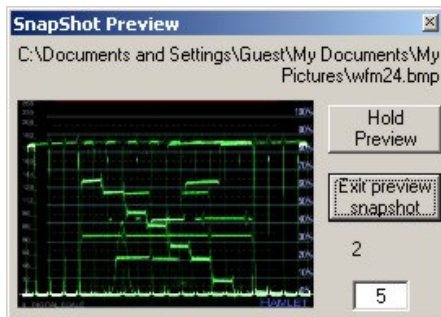 SnapShot Preview
C:\Documents and Settings\Guest\My Documents\My
Pictures\wfm24.bmp
Hold
Preview
Exit preview
snapshot
2
5
100%
90%
80%
70%
60%
50%
40%
30%
20%
10%
HAMLET